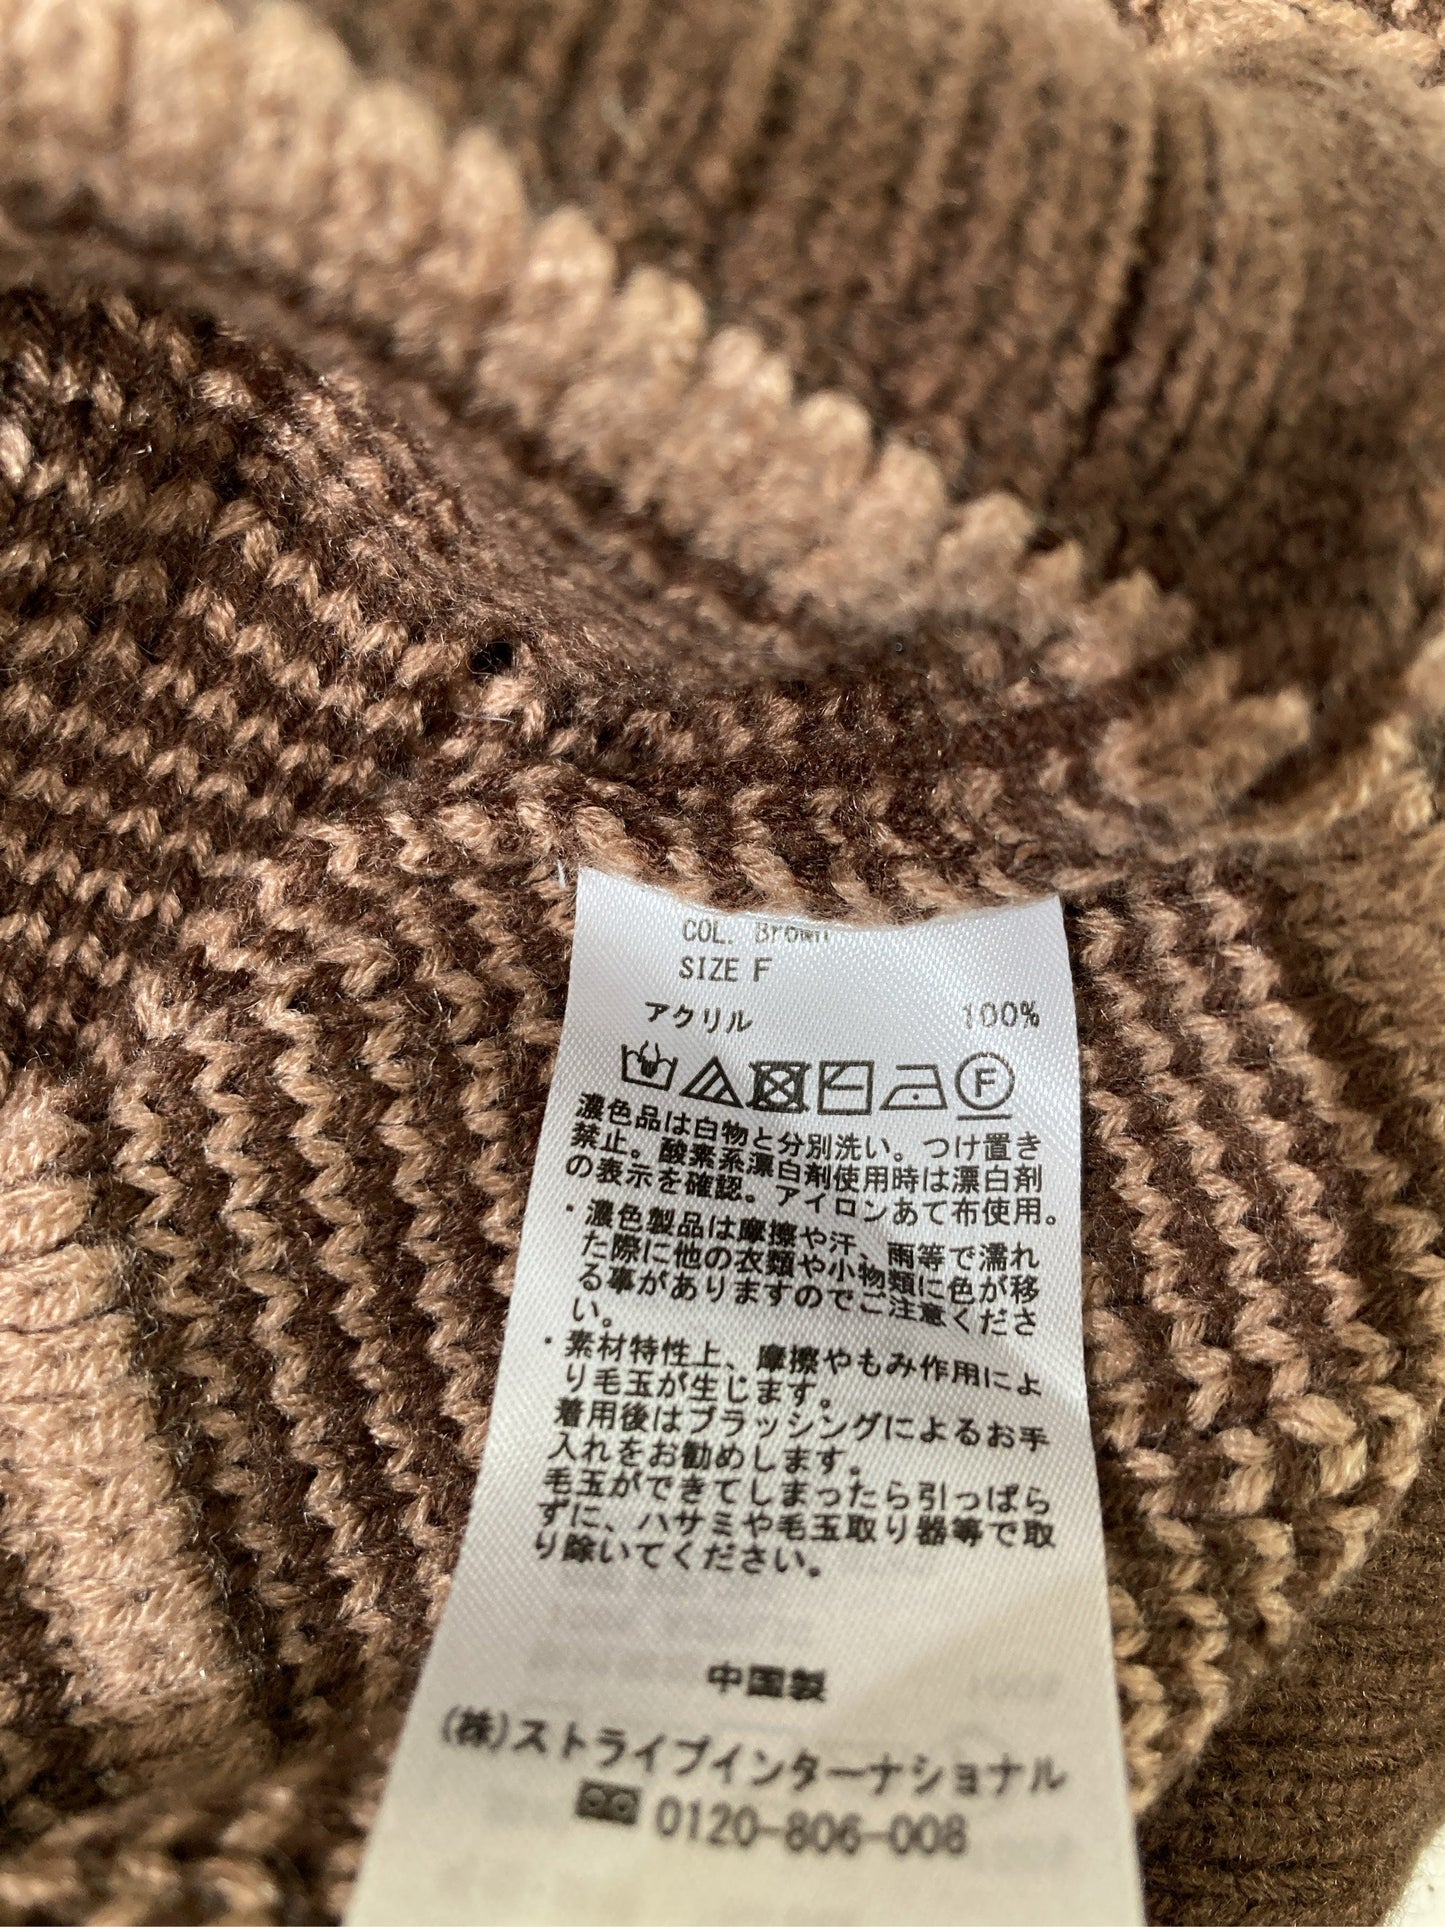 COL. Brown
SIZE F
アクリル 100%
F
濃色品は白物と分別洗い。つけ置き
禁止。酸素系漂白剤使用時は漂白剤
の表示を確認。アイロンあて布使用。
・濃色製品は摩擦や汗、雨等で濡れ
た際に他の衣類や小物類に色が移
る事がありますのでご注意くださ
い。
・素材特性上、摩擦やもみ作用によ
り毛玉が生じます。
着用後はブラッシングによるお手
入れをお勧めします。
毛玉ができてしまったら引っぱら
ずに、ハサミや毛玉取り器等で取
り除いてください。
中国製
(株)ストライプインターナショナル
0120-806-008